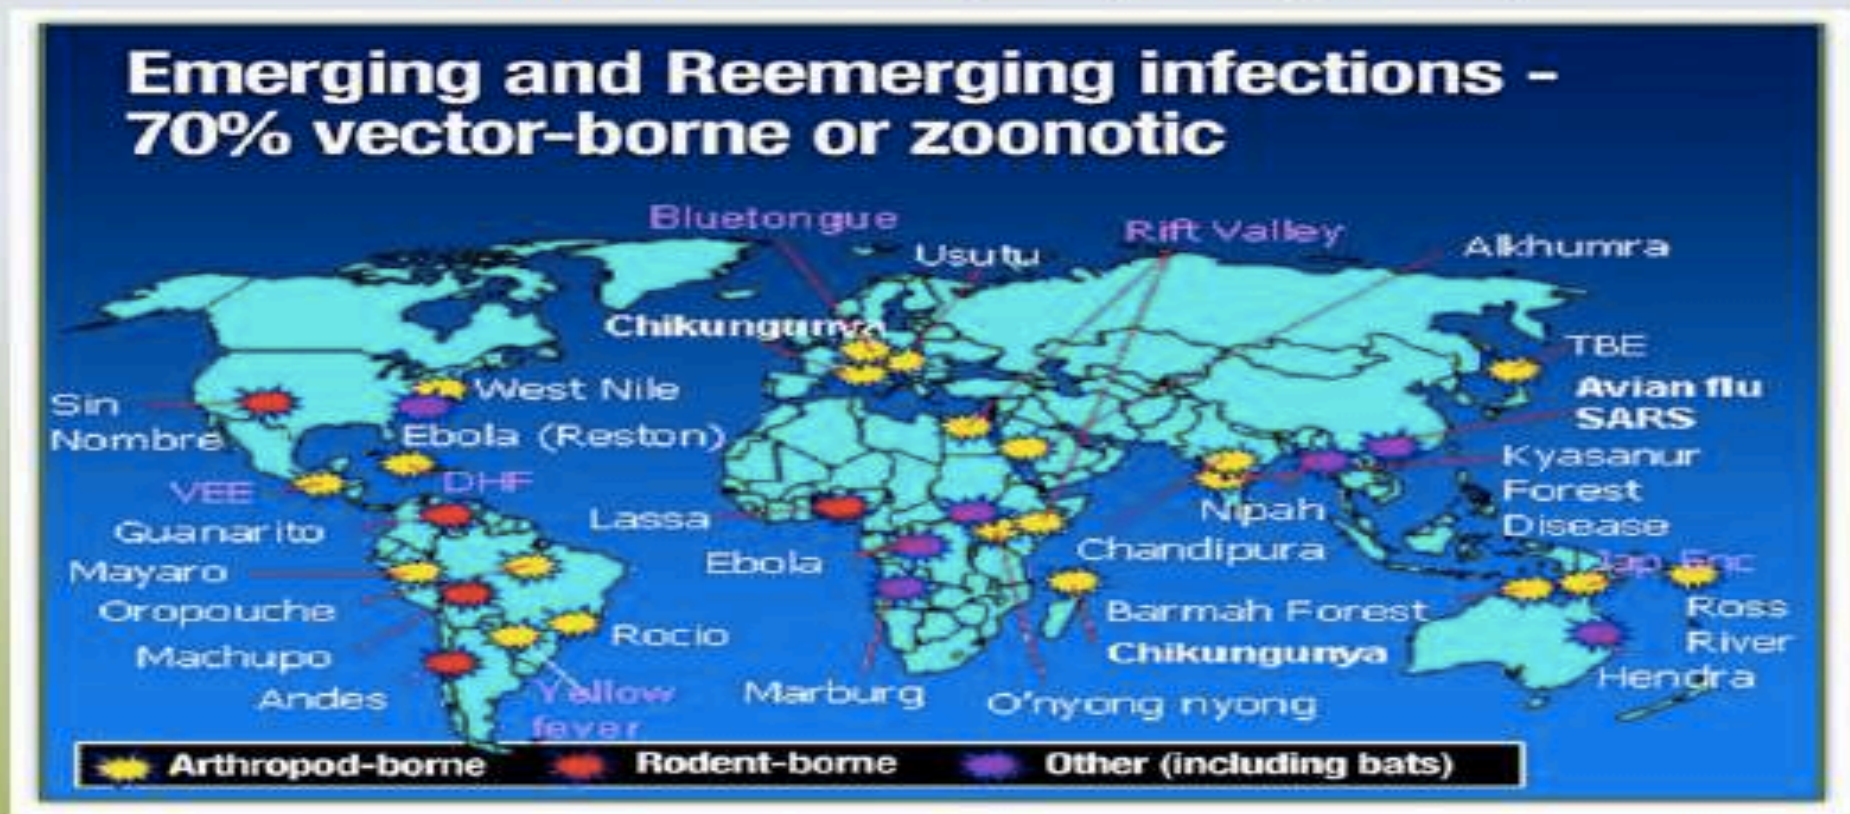 Emerging and Reemerging infections -
70% vector-borne or zoonotic
Bluetongue
Usutu
Rift Valley
Alkhumra
Chikungunya
TBE
Avian flu
SARS
Sin
Nombre
West Nile
Ebola (Reston)
Kyasanur
Forest
Disease
VEE
DHF
Guanarito
Lassa
Nipah
Chandipura
Mayaro
Ebola
Jap Enc
Oropouche
Rocio
Barmah Forest
Ross
River
Machupo
Chikungunya
Hendra
Andes
Yellow
fever
Marburg
O'nyong nyong
Arthropod-borne
Rodent-borne
Other (including bats)